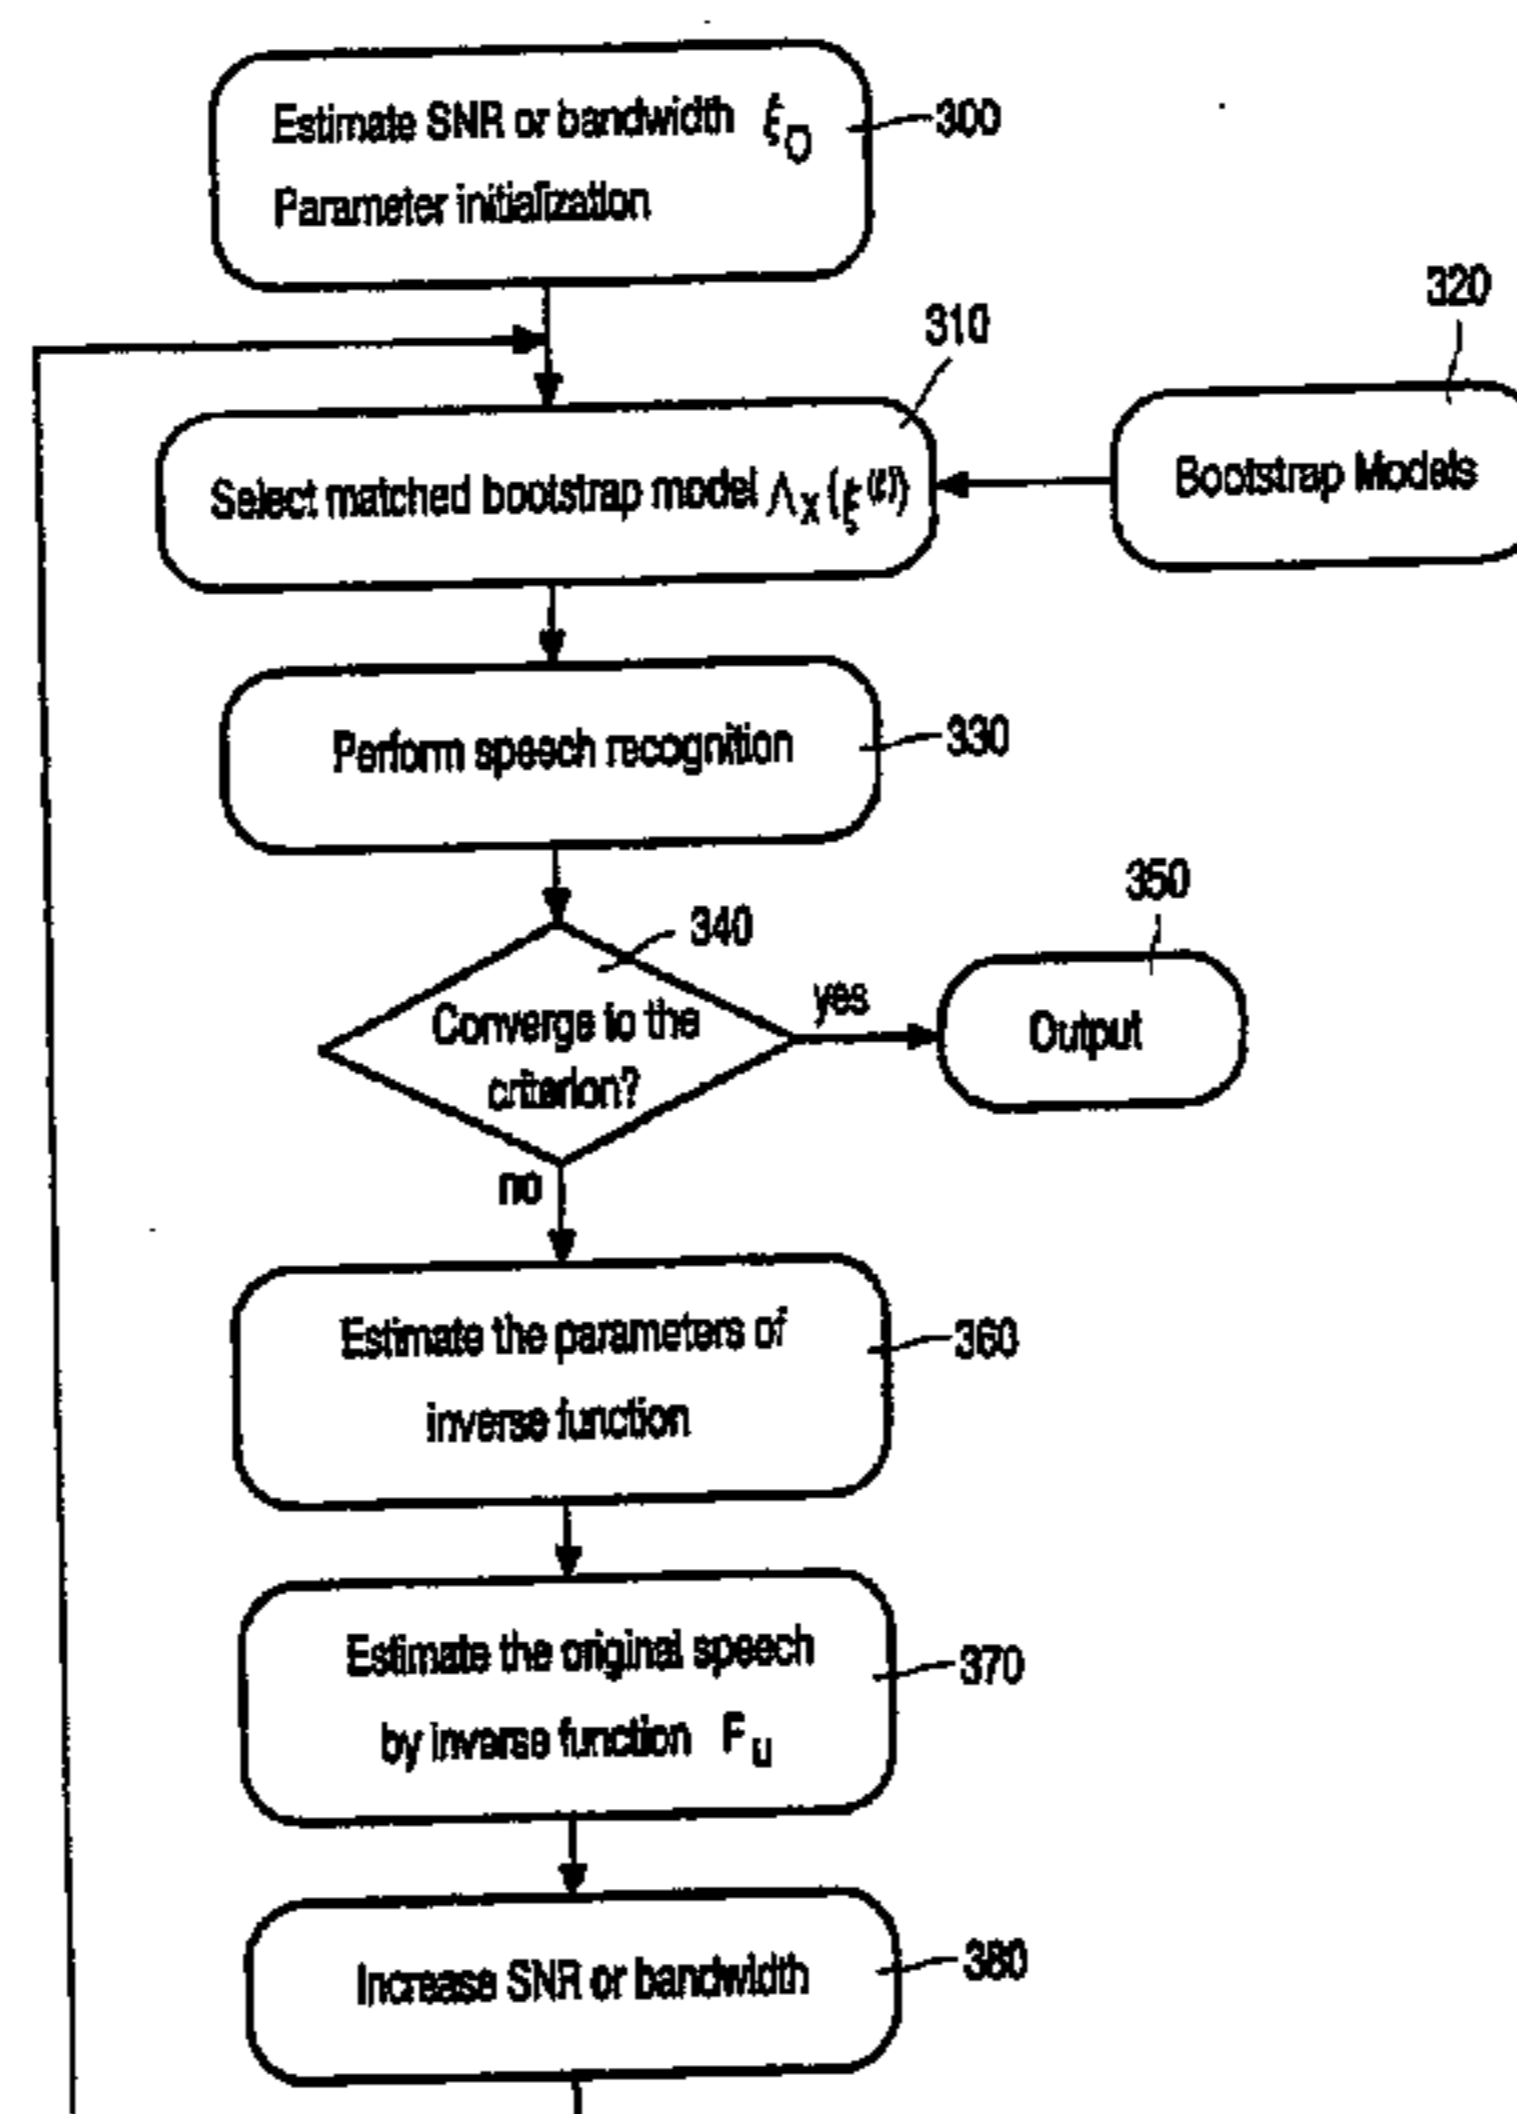 Estimate SNR or bandwidth ξ₀
300
Parameter initialization
320
310
Select matched bootstrap model Λₓ(ξ⁽ⁱ⁾)
Bootstrap Models
Perform speech recognition
330
350
340
yes
Converge to the
criterion?
Output
no
Estimate the parameters of
inverse function
360
Estimate the original speech
by inverse function Fᵤ
370
Increase SNR or bandwidth
380